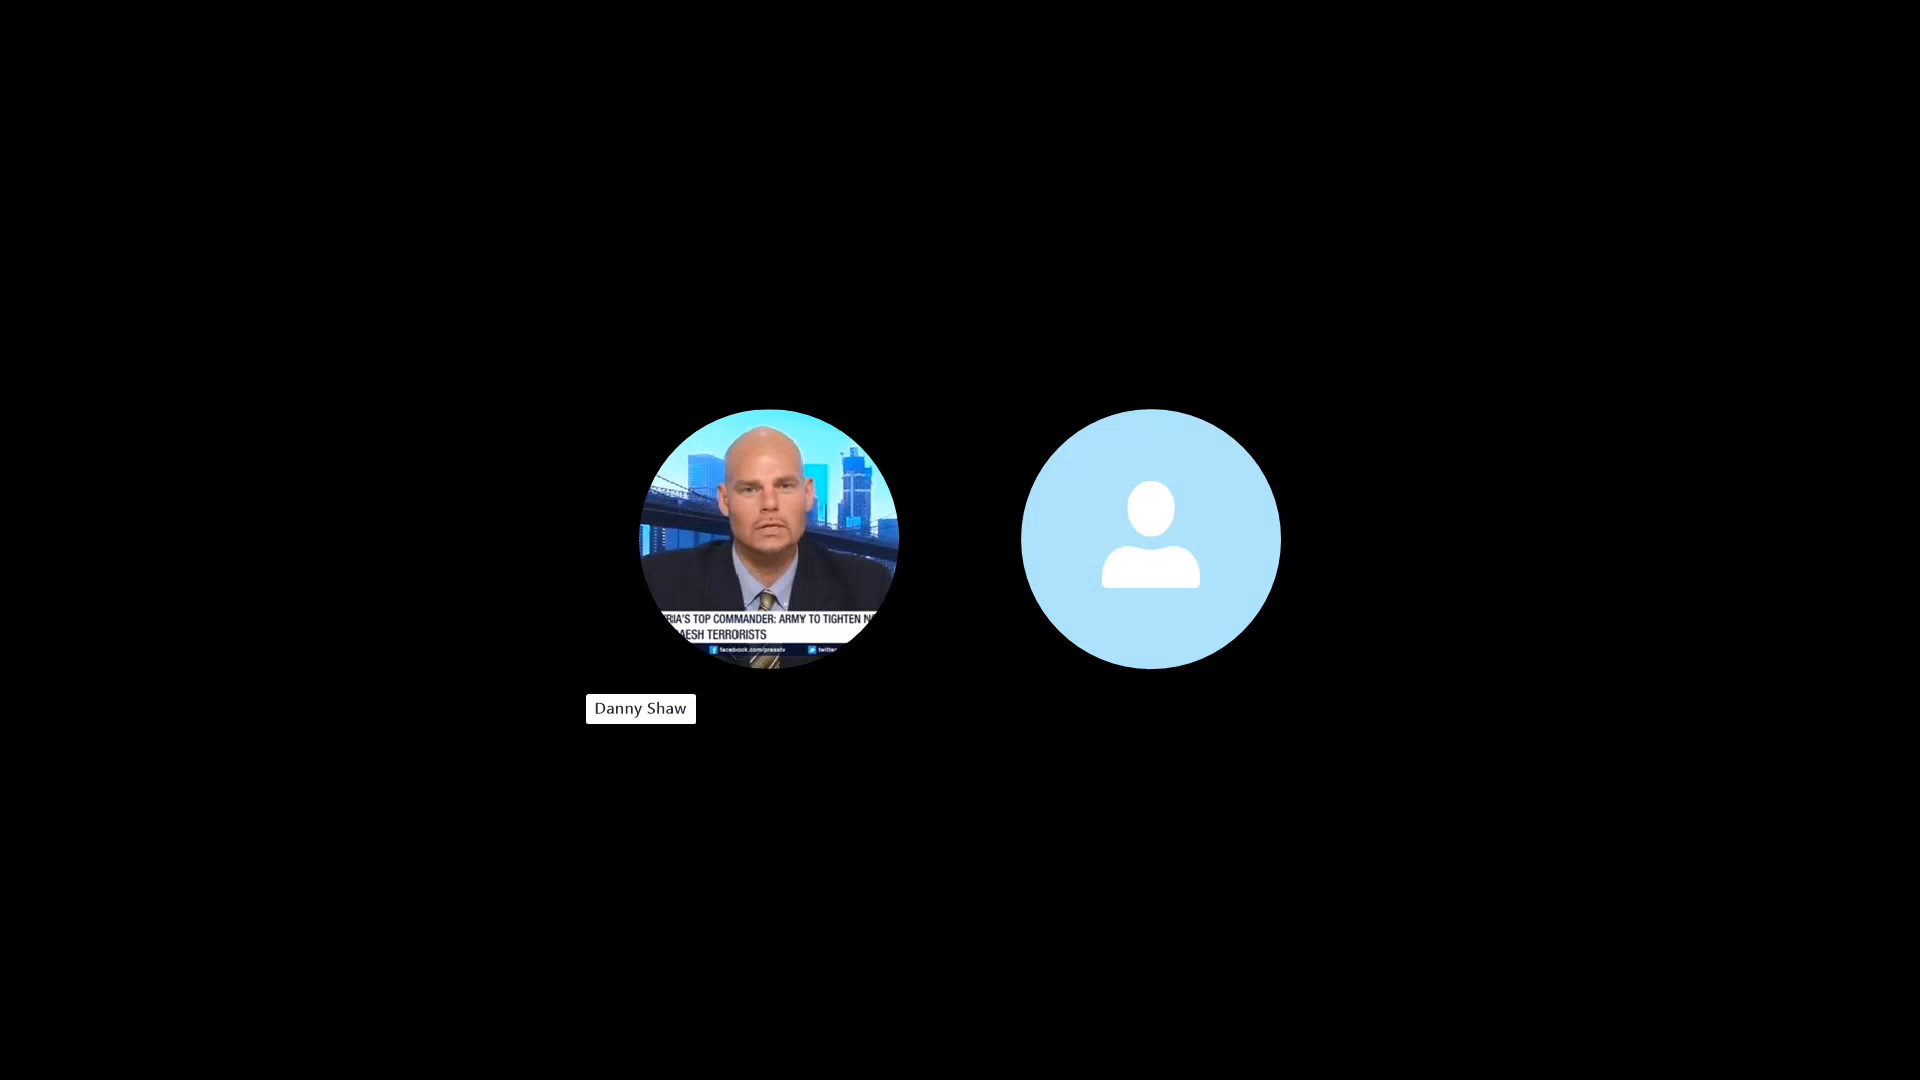 RIA'S TOP COMMANDER: ARMY TO TIGHTEN N
AESH TERRORISTS
facebook.com/presstv twitter
Danny Shaw